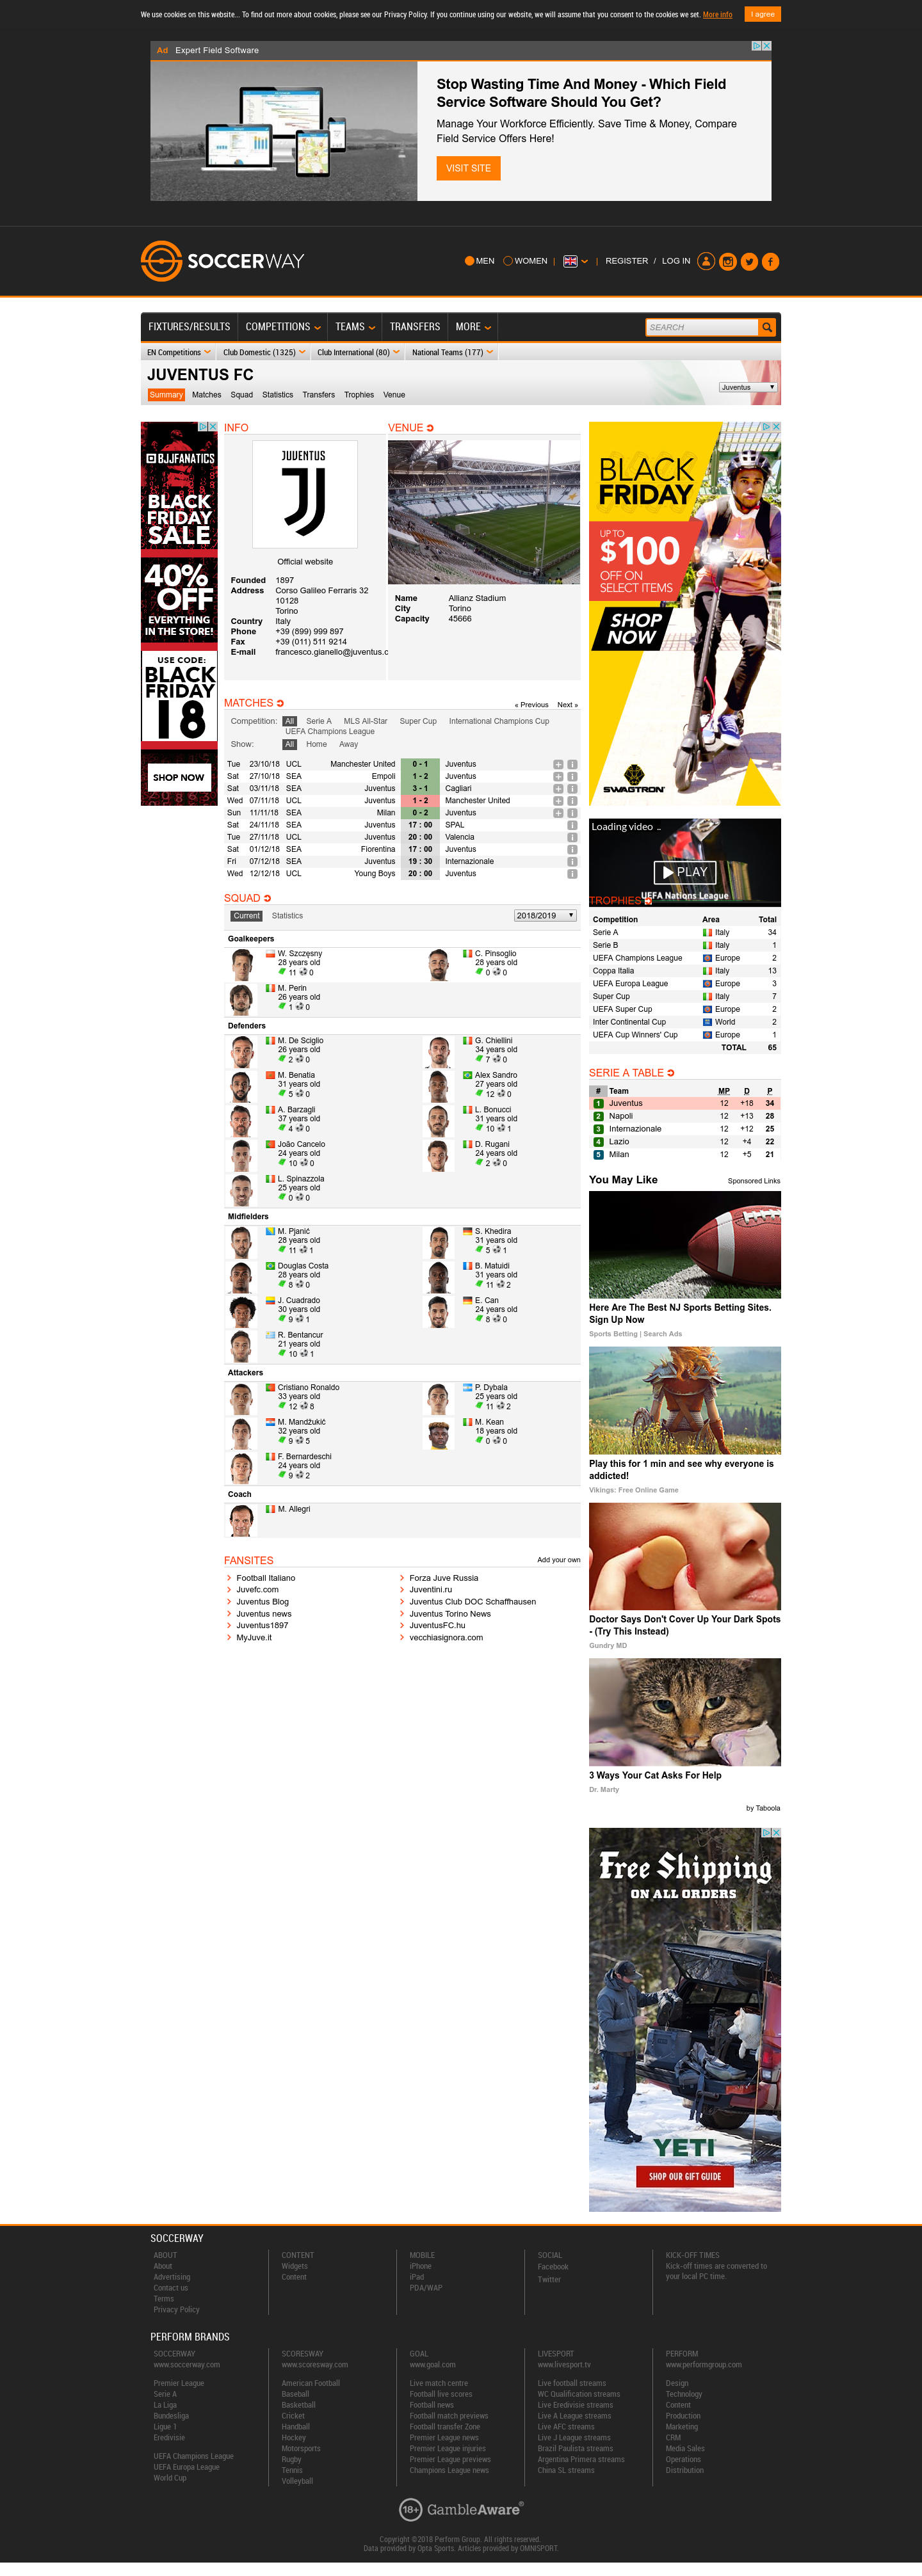 We use cookies on this website... To find out more about cookies, please see our Privacy Policy. If you continue using our website, we will assume that you consent to the cookies we set. More info
I agree
Ad Expert Field Software
Stop Wasting Time And Money - Which Field
Service Software Should You Get?
Manage Your Workforce Efficiently. Save Time & Money, Compare
Field Service Offers Here!
VISIT SITE
SOCCERWAY
MEN WOMEN | | REGISTER / LOG IN
FIXTURES/RESULTS COMPETITIONS TEAMS TRANSFERS MORE
SEARCH
EN Competitions Club Domestic (1325) Club International (80) National Teams (177)
JUVENTUS FC
Juventus
Summary Matches Squad Statistics Transfers Trophies Venue
BJJFANATICS
BLACK
FRIDAY
SALE
40%
OFF
EVERYTHING
IN THE STORE!
USE CODE:
BLACK
FRIDAY
18
SHOP NOW
INFO
JUVENTUS
Official website
Founded 1897
Address Corso Galileo Ferraris 32
10128
Torino
Country Italy
Phone +39 (899) 999 897
Fax +39 (011) 511 9214
E-mail francesco.gianello@juventus.c
VENUE
Name Allianz Stadium
City Torino
Capacity 45666
BLACK
FRIDAY
UP TO
$100
OFF ON
SELECT ITEMS
SHOP
NOW
SWAGTRON
MATCHES
« Previous Next »
Competition: All Serie A MLS All-Star Super Cup International Champions Cup
UEFA Champions League
Show: All Home Away
Tue 23/10/18 UCL Manchester United 0 - 1 Juventus
Sat 27/10/18 SEA Empoli 1 - 2 Juventus
Sat 03/11/18 SEA Juventus 3 - 1 Cagliari
Wed 07/11/18 UCL Juventus 1 - 2 Manchester United
Sun 11/11/18 SEA Milan 0 - 2 Juventus
Sat 24/11/18 SEA Juventus 17 : 00 SPAL
Tue 27/11/18 UCL Juventus 20 : 00 Valencia
Sat 01/12/18 SEA Fiorentina 17 : 00 Juventus
Fri 07/12/18 SEA Juventus 19 : 30 Internazionale
Wed 12/12/18 UCL Young Boys 20 : 00 Juventus
SQUAD
Current Statistics 2018/2019
Goalkeepers
W. Szczęsny
28 years old
11 0
C. Pinsoglio
28 years old
0 0
M. Perin
26 years old
1 0
Defenders
M. De Sciglio
26 years old
2 0
G. Chiellini
34 years old
7 0
M. Benatia
31 years old
5 0
Alex Sandro
27 years old
12 0
A. Barzagli
37 years old
4 0
L. Bonucci
31 years old
10 1
João Cancelo
24 years old
10 0
D. Rugani
24 years old
2 0
L. Spinazzola
25 years old
0 0
Midfielders
M. Pjanić
28 years old
11 1
S. Khedira
31 years old
5 1
Douglas Costa
28 years old
8 0
B. Matuidi
31 years old
11 2
J. Cuadrado
30 years old
9 1
E. Can
24 years old
8 0
R. Bentancur
21 years old
10 1
Attackers
Cristiano Ronaldo
33 years old
12 8
P. Dybala
25 years old
11 2
M. Mandžukić
32 years old
9 5
M. Kean
18 years old
0 0
F. Bernardeschi
24 years old
9 2
Coach
M. Allegri
FANSITES
Add your own
Football Italiano
Juvefc.com
Juventus Blog
Juventus news
Juventus1897
MyJuve.it
Forza Juve Russia
Juventini.ru
Juventus Club DOC Schaffhausen
Juventus Torino News
JuventusFC.hu
vecchiasignora.com
Loading video ..
PLAY
UEFA Nations League
TROPHIES
Competition Area Total
Serie A Italy 34
Serie B Italy 1
UEFA Champions League Europe 2
Coppa Italia Italy 13
UEFA Europa League Europe 3
Super Cup Italy 7
UEFA Super Cup Europe 2
Inter Continental Cup World 2
UEFA Cup Winners' Cup Europe 1
TOTAL 65
SERIE A TABLE
# Team MP D P
1 Juventus 12 +18 34
2 Napoli 12 +13 28
3 Internazionale 12 +12 25
4 Lazio 12 +4 22
5 Milan 12 +5 21
You May Like
Sponsored Links
Here Are The Best NJ Sports Betting Sites.
Sign Up Now
Sports Betting | Search Ads
Play this for 1 min and see why everyone is
addicted!
Vikings: Free Online Game
Doctor Says Don't Cover Up Your Dark Spots
- (Try This Instead)
Gundry MD
3 Ways Your Cat Asks For Help
Dr. Marty
by Taboola
Free Shipping
ON ALL ORDERS
YETI
SHOP OUR GIFT GUIDE
SOCCERWAY
ABOUT
About
Advertising
Contact us
Terms
Privacy Policy
CONTENT
Widgets
Content
MOBILE
iPhone
iPad
PDA/WAP
SOCIAL
Facebook
Twitter
KICK-OFF TIMES
Kick-off times are converted to
your local PC time.
PERFORM BRANDS
SOCCERWAY
www.soccerway.com
Premier League
Serie A
La Liga
Bundesliga
Ligue 1
Eredivisie
UEFA Champions League
UEFA Europa League
World Cup
SCORESWAY
www.scoresway.com
American Football
Baseball
Basketball
Cricket
Handball
Hockey
Motorsports
Rugby
Tennis
Volleyball
GOAL
www.goal.com
Live match centre
Football live scores
Football news
Football match previews
Football transfer Zone
Premier League news
Premier League injuries
Premier League previews
Champions League news
LIVESPORT
www.livesport.tv
Live football streams
WC Qualification streams
Live Eredivisie streams
Live A League streams
Live AFC streams
Live J League streams
Brazil Paulista streams
Argentina Primera streams
China SL streams
PERFORM
www.performgroup.com
Design
Technology
Content
Production
Marketing
CRM
Media Sales
Operations
Distribution
18+ GambleAware®
Copyright ©2018 Perform Group. All rights reserved.
Data provided by Opta Sports. Articles provided by OMNISPORT.